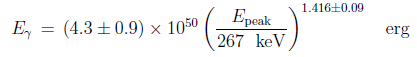 E_γ = (4.3 ± 0.9) × 10^50 (E_peak / 267 keV)^1.416±0.09 erg